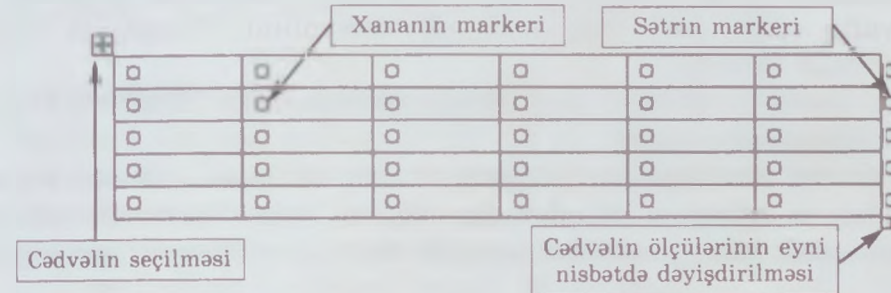 Xananın markeri
Sətrin markeri
Cədvəlin seçilməsi
Cədvəlin ölçülərinin eyni
nisbətdə dəyişdirilməsi